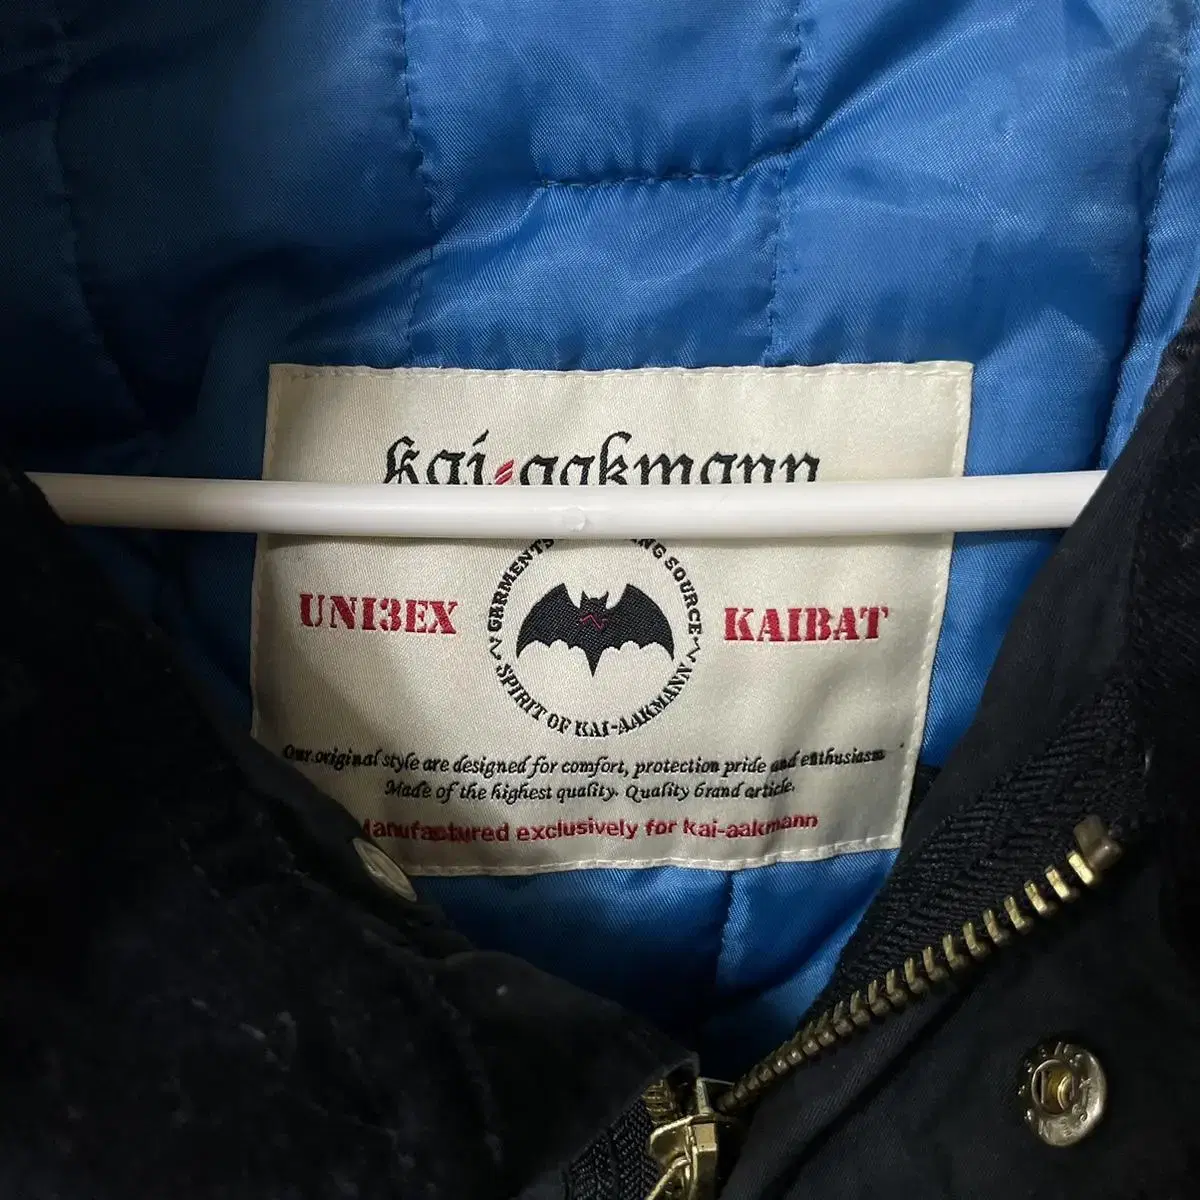 kai-aakmann
GARMENTS NG SOURCE
UNI3EX
KAIBAT
SPIRIT OF KAI-AAKMANN
Our original style are designed for comfort, protection pride and enthusiasm
Made of the highest quality. Quality brand article.
Manufactured exclusively for kai-aakmann